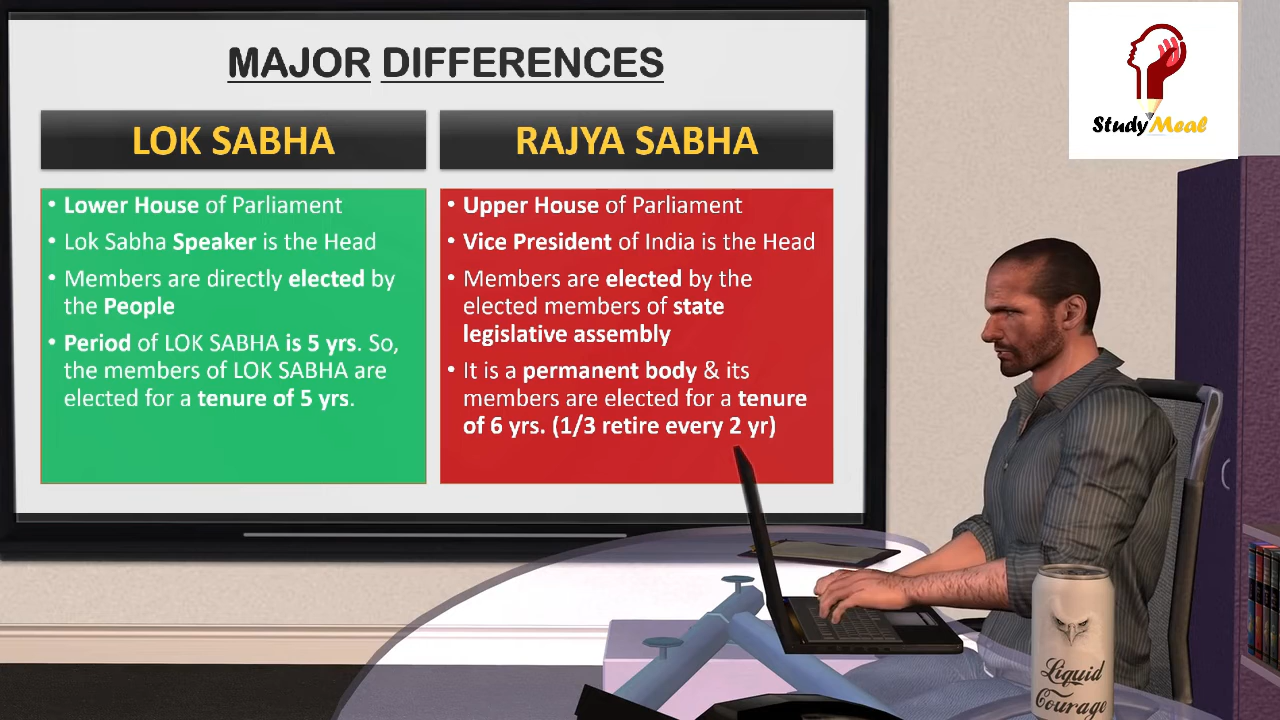 MAJOR DIFFERENCES
LOK SABHA
• Lower House of Parliament
• Lok Sabha Speaker is the Head
• Members are directly elected by
the People
• Period of LOK SABHA is 5 yrs. So,
the members of LOK SABHA are
elected for a tenure of 5 yrs.
RAJYA SABHA
• Upper House of Parliament
• Vice President of India is the Head
• Members are elected by the
elected members of state
legislative assembly
• It is a permanent body & its
members are elected for a tenure
of 6 yrs. (1/3 retire every 2 yr)
StudyMeal
Liquid
Courage